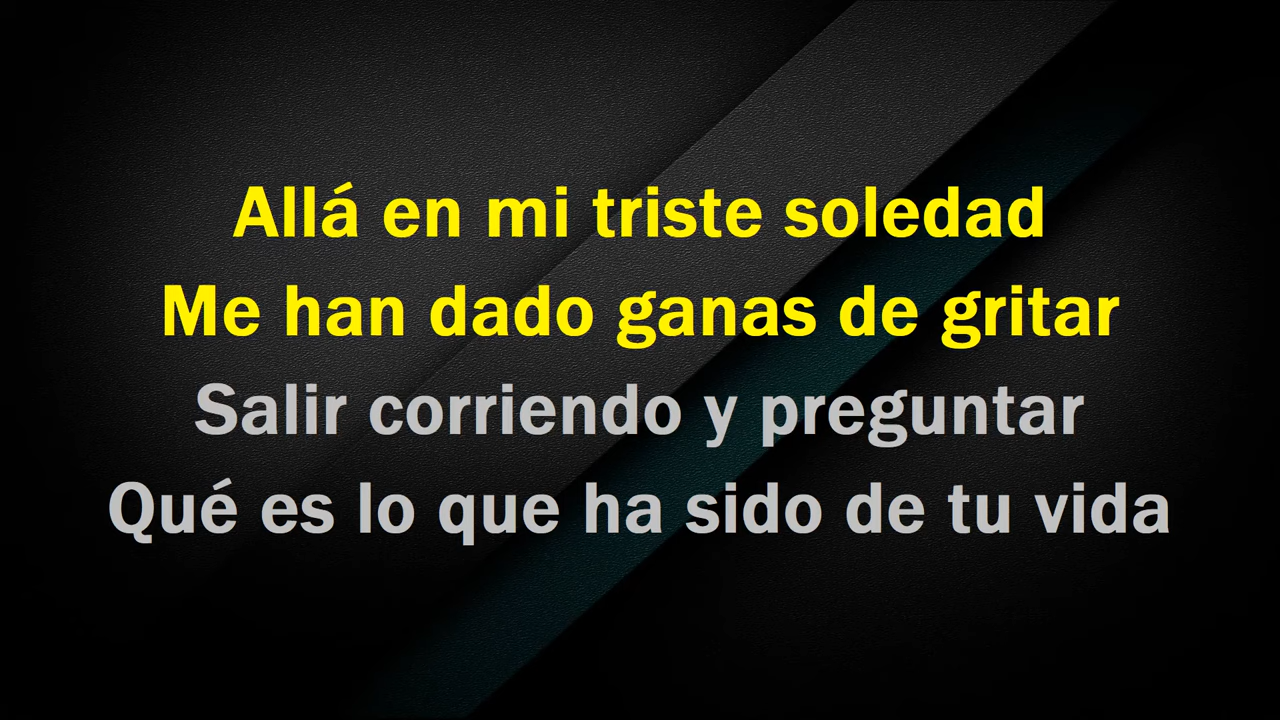 Allá en mi triste soledad
Me han dado ganas de gritar
Salir corriendo y preguntar
Qué es lo que ha sido de tu vida